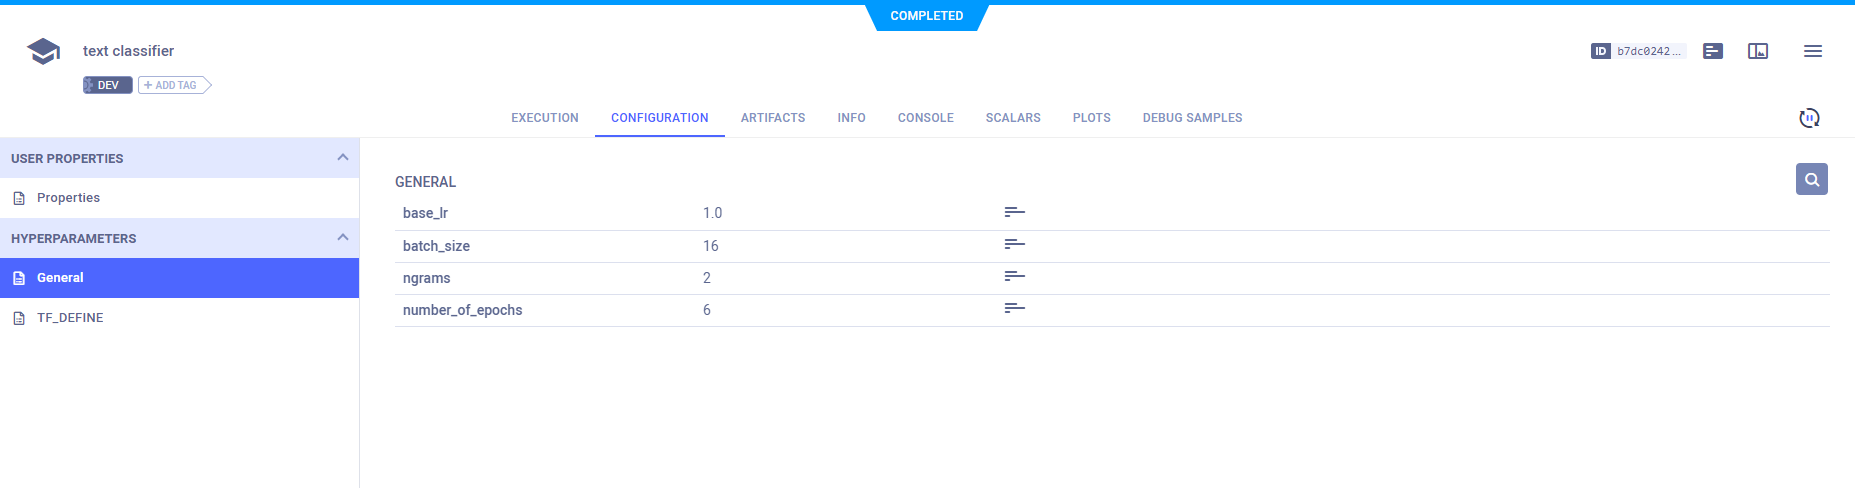 COMPLETED
text classifier
ID b7dc0242...
DEV
+ ADD TAG
EXECUTION CONFIGURATION ARTIFACTS INFO CONSOLE SCALARS PLOTS DEBUG SAMPLES
USER PROPERTIES
Properties
HYPERPARAMETERS
General
TF_DEFINE
GENERAL
base_lr 1.0
batch_size 16
ngrams 2
number_of_epochs 6